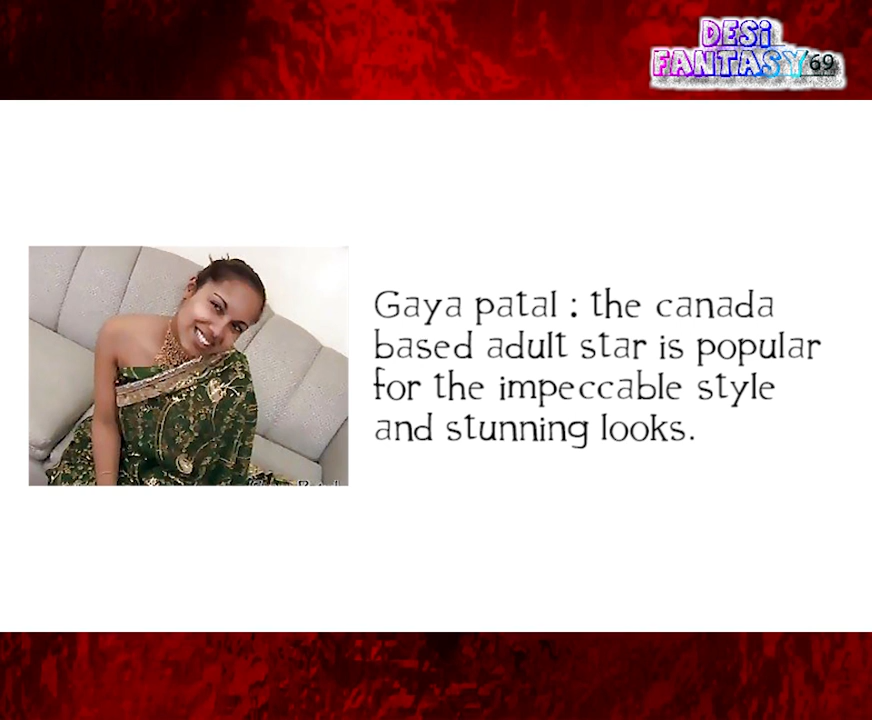 DESi
FANTASY69
Gaya patal : the canada
based adult star is popular
for the impeccable style
and stunning looks.